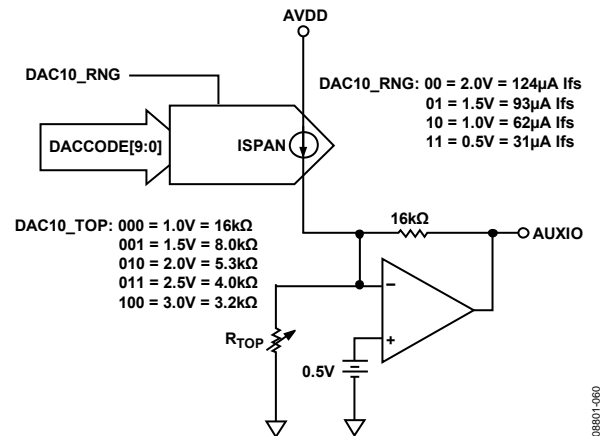 AVDD
DAC10_RNG
DAC10_RNG: 00 = 2.0V = 124µA Ifs
01 = 1.5V = 93µA Ifs
10 = 1.0V = 62µA Ifs
11 = 0.5V = 31µA Ifs
DACCODE[9:0]
ISPAN
DAC10_TOP: 000 = 1.0V = 16kΩ
001 = 1.5V = 8.0kΩ
010 = 2.0V = 5.3kΩ
011 = 2.5V = 4.0kΩ
100 = 3.0V = 3.2kΩ
16kΩ
AUXIO
−
+
RTOP
0.5V
08801-060